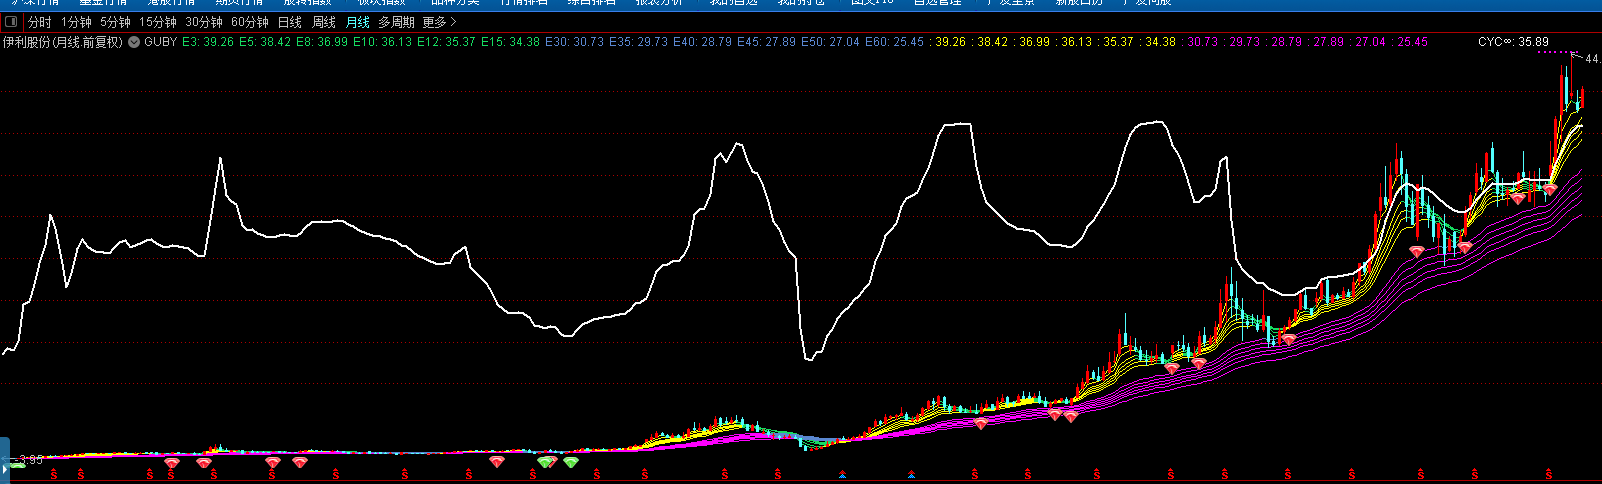 分时 1分钟 5分钟 15分钟 30分钟 60分钟 日线 周线 月线 多周期 更多 >
伊利股份(月线.前复权) GUBY E3: 39.26 E5: 38.42 E8: 36.99 E10: 36.13 E12: 35.37 E15: 34.38 E30: 30.73 E35: 29.73 E40: 28.79 E45: 27.89 E50: 27.04 E60: 25.45 : 39.26 : 38.42 : 36.99 : 36.13 : 35.37 : 34.38 : 30.73 : 29.73 : 28.79 : 27.89 : 27.04 : 25.45 CYC∞: 35.89
44.
-3.95